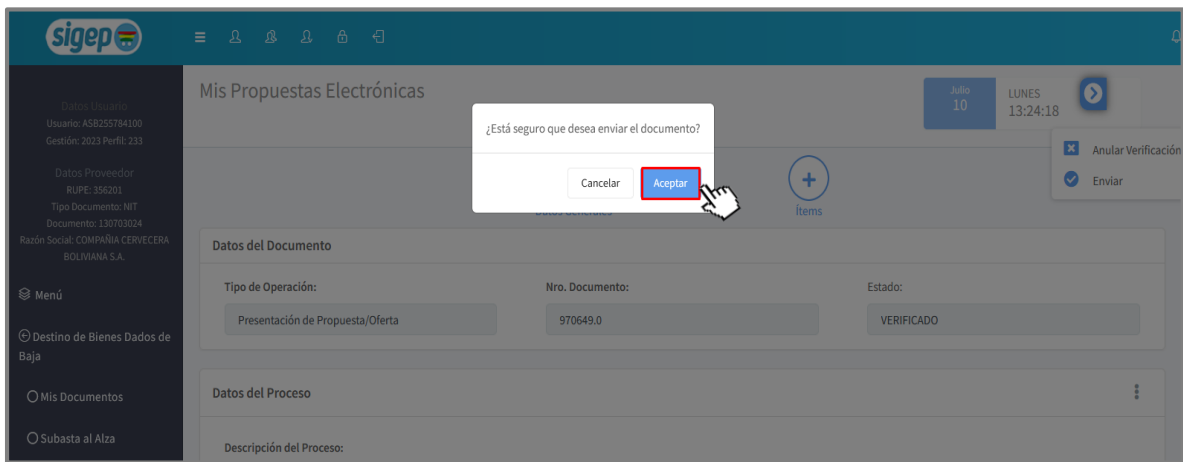 sigep
Mis Propuestas Electrónicas
Julio
10
LUNES
13:24:18
Anular Verificación
Enviar
Datos Usuario
Usuario: ASB255784100
Gestión: 2023 Perfil: 233
Datos Proveedor
RUPE: 356201
Tipo Documento: NIT
Documento: 130703024
Razón Social: COMPAÑIA CERVECERA
BOLIVIANA S.A.
Menú
Destino de Bienes Dados de
Baja
Mis Documentos
Subasta al Alza
¿Está seguro que desea enviar el documento?
Cancelar
Aceptar
Datos Generales
Ítems
Datos del Documento
Tipo de Operación:
Nro. Documento:
Estado:
Presentación de Propuesta/Oferta
970649.0
VERIFICADO
Datos del Proceso
Descripción del Proceso: